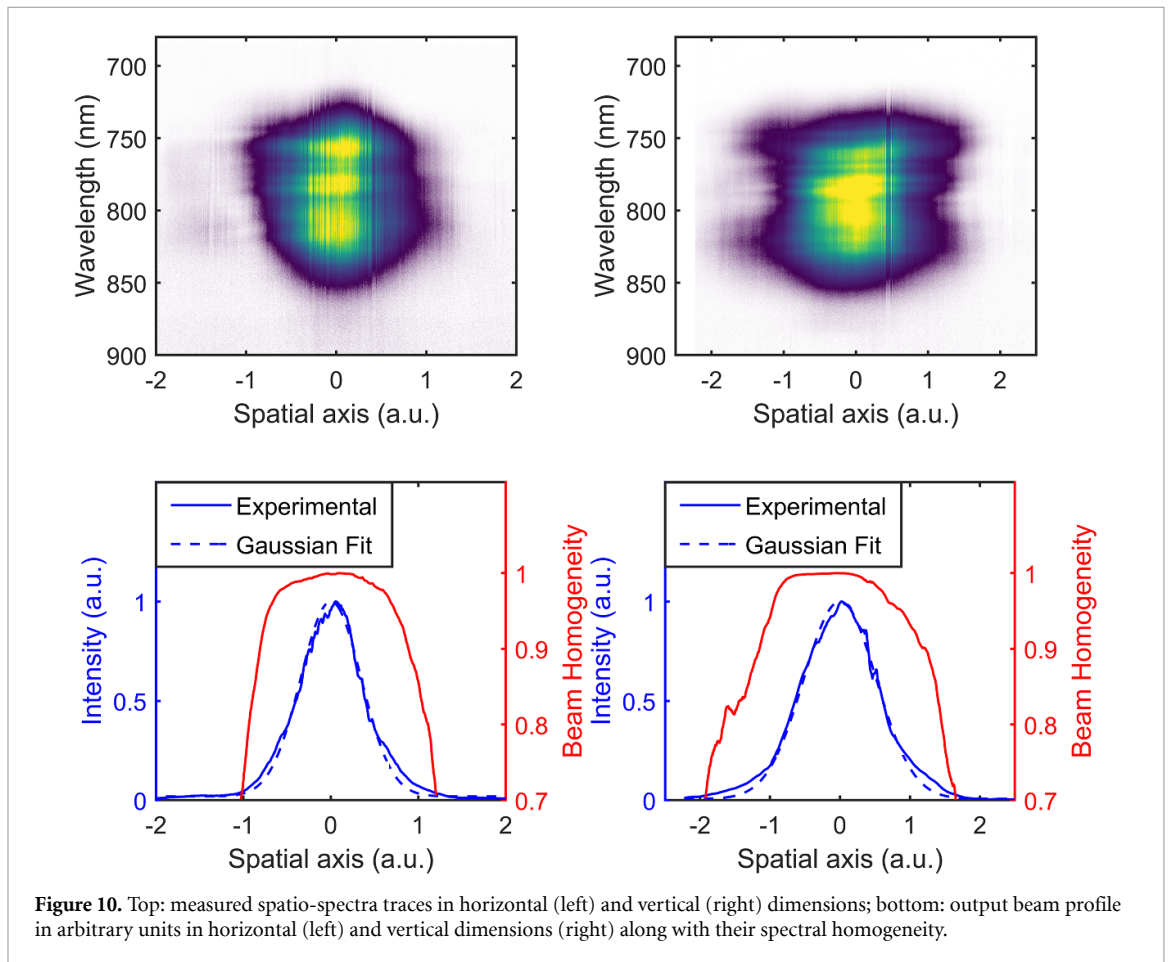 700
750
800
850
900
Wavelength (nm)
-2 -1 0 1 2
Spatial axis (a.u.)
700
750
800
850
900
Wavelength (nm)
-2 -1 0 1 2
Spatial axis (a.u.)
Experimental
Gaussian Fit
1
0.5
0
Intensity (a.u.)
1
0.9
0.8
0.7
Beam Homogeneity
-2 -1 0 1 2
Spatial axis (a.u.)
Experimental
Gaussian Fit
1
0.5
0
Intensity (a.u.)
1
0.9
0.8
0.7
Beam Homogeneity
-2 -1 0 1 2
Spatial axis (a.u.)
Figure 10. Top: measured spatio-spectra traces in horizontal (left) and vertical (right) dimensions; bottom: output beam profile
in arbitrary units in horizontal (left) and vertical dimensions (right) along with their spectral homogeneity.